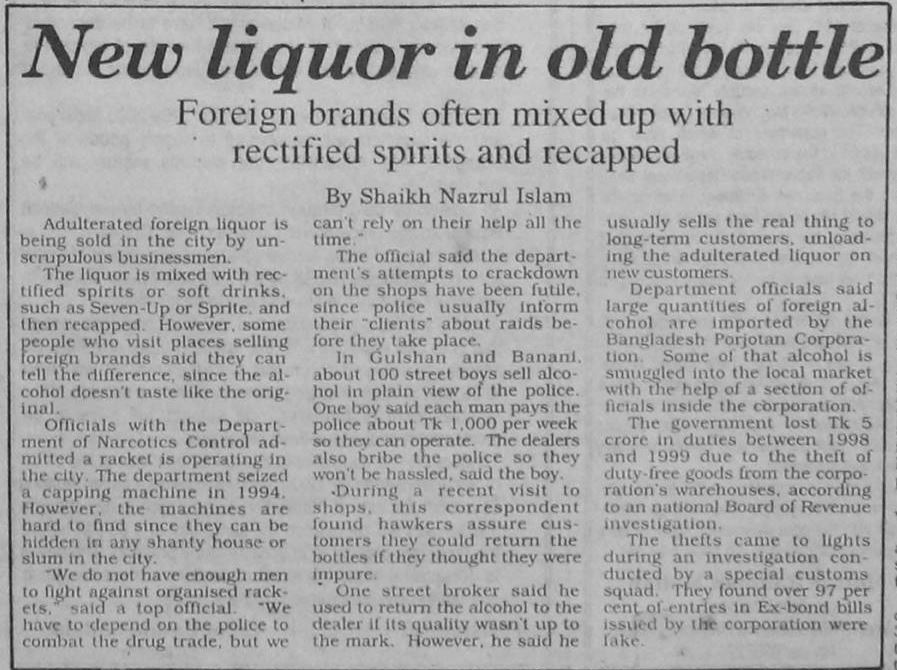 New liquor in old bottle
Foreign brands often mixed up with
rectified spirits and recapped
By Shaikh Nazrul Islam
Adulterated foreign liquor is
being sold in the city by un-
scrupulous businessmen.
The liquor is mixed with rec-
tified spirits or soft drinks,
such as Seven-Up or Sprite, and
then recapped. However, some
people who visit places selling
foreign brands said they can
tell the difference, since the al-
cohol doesn't taste like the orig-
inal.
Officials with the Depart-
ment of Narcotics Control ad-
mitted a racket is operating in
the city. The department seized
a capping machine in 1994.
However, the machines are
hard to find since they can be
hidden in any shanty house or
slum in the city.
"We do not have enough men
to fight against organised rack-
ets," said a top official. "We
have to depend on the police to
combat the drug trade, but we
can't rely on their help all the
time."
The official said the depart-
ment's attempts to crackdown
on the shops have been futile,
since police usually inform
their "clients" about raids be-
fore they take place.
In Gulshan and Banani,
about 100 street boys sell alco-
hol in plain view of the police.
One boy said each man pays the
police about Tk 1,000 per week
so they can operate. The dealers
also bribe the police so they
won't be hassled, said the boy.
During a recent visit to
shops, this correspondent
found hawkers assure cus-
tomers they could return the
bottles if they thought they were
impure.
One street broker said he
used to return the alcohol to the
dealer if its quality wasn't up to
the mark. However, he said he
usually sells the real thing to
long-term customers, unload-
ing the adulterated liquor on
new customers.
Department officials said
large quantities of foreign al-
cohol are imported by the
Bangladesh Porjotan Corpora-
tion. Some of that alcohol is
smuggled into the local market
with the help of a section of of-
ficials inside the corporation.
The government lost Tk 5
crore in duties between 1998
and 1999 due to the theft of
duty-free goods from the corpo-
ration's warehouses, according
to an national Board of Revenue
investigation.
The thefts came to lights
during an investigation con-
ducted by a special customs
squad. They found over 97 per
cent of entries in Ex-bond bills
issued by the corporation were
fake.